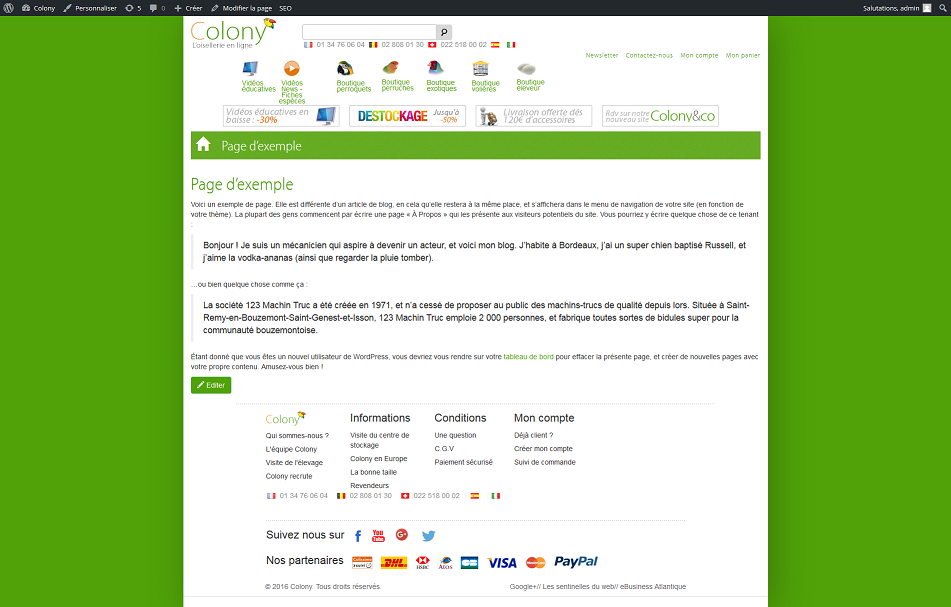 Colony
Personnaliser
5
0
Créer
Modifier la page
SEO
Salutations, admin
Colony
L'oisellerie en ligne
01 34 76 06 04
02 808 01 30
022 518 00 02
Newsletter
Contactez-nous
Mon compte
Mon panier
Vidéos
éducatives
Vidéos
News -
Fiches
espèces
Boutique
perroquets
Boutique
perruches
Boutique
exotiques
Boutique
volières
Boutique
éleveur
Vidéos éducatives en
baisse : -30%
DESTOCKAGE
Jusqu'à
-50%
Livraison offerte dés
120€ d'accessoires
Rdv sur notre
nouveau site
Colony&co
Page d'exemple
Page d'exemple
Voici un exemple de page. Elle est différente d'un article de blog, en cela qu'elle restera à la même place, et s'affichera dans le menu de navigation de votre site (en fonction de
votre thème). La plupart des gens commencent par écrire une page « À Propos » qui les présente aux visiteurs potentiels du site. Vous pourriez y écrire quelque chose de ce tenant
:
Bonjour ! Je suis un mécanicien qui aspire à devenir un acteur, et voici mon blog. J'habite à Bordeaux, j'ai un super chien baptisé Russell, et
j'aime la vodka-ananas (ainsi que regarder la pluie tomber).
…ou bien quelque chose comme ça :
La société 123 Machin Truc a été créée en 1971, et n'a cessé de proposer au public des machins-trucs de qualité depuis lors. Située à Saint-
Remy-en-Bouzemont-Saint-Genest-et-Isson, 123 Machin Truc emploie 2 000 personnes, et fabrique toutes sortes de bidules super pour la
communauté bouzemontoise.
Étant donné que vous êtes un nouvel utilisateur de WordPress, vous devriez vous rendre sur votre tableau de bord pour effacer la présente page, et créer de nouvelles pages avec
votre propre contenu. Amusez-vous bien !
Editer
Colony
Qui sommes-nous ?
L'équipe Colony
Visite de l'élevage
Colony recrute
Informations
Visite du centre de
stockage
Colony en Europe
La bonne taille
Revendeurs
Conditions
Une question
C.G.V
Paiement sécurisé
Mon compte
Déjà client ?
Créer mon compte
Suivi de commande
01 34 76 06 04
02 808 01 30
022 518 00 02
Suivez nous sur
You
Tube
Nos partenaires
DHL
HSBC
Atos
VISA
MasterCard
PayPal
© 2016 Colony. Tous droits réservés.
Google+// Les sentinelles du web// eBusiness Atlantique